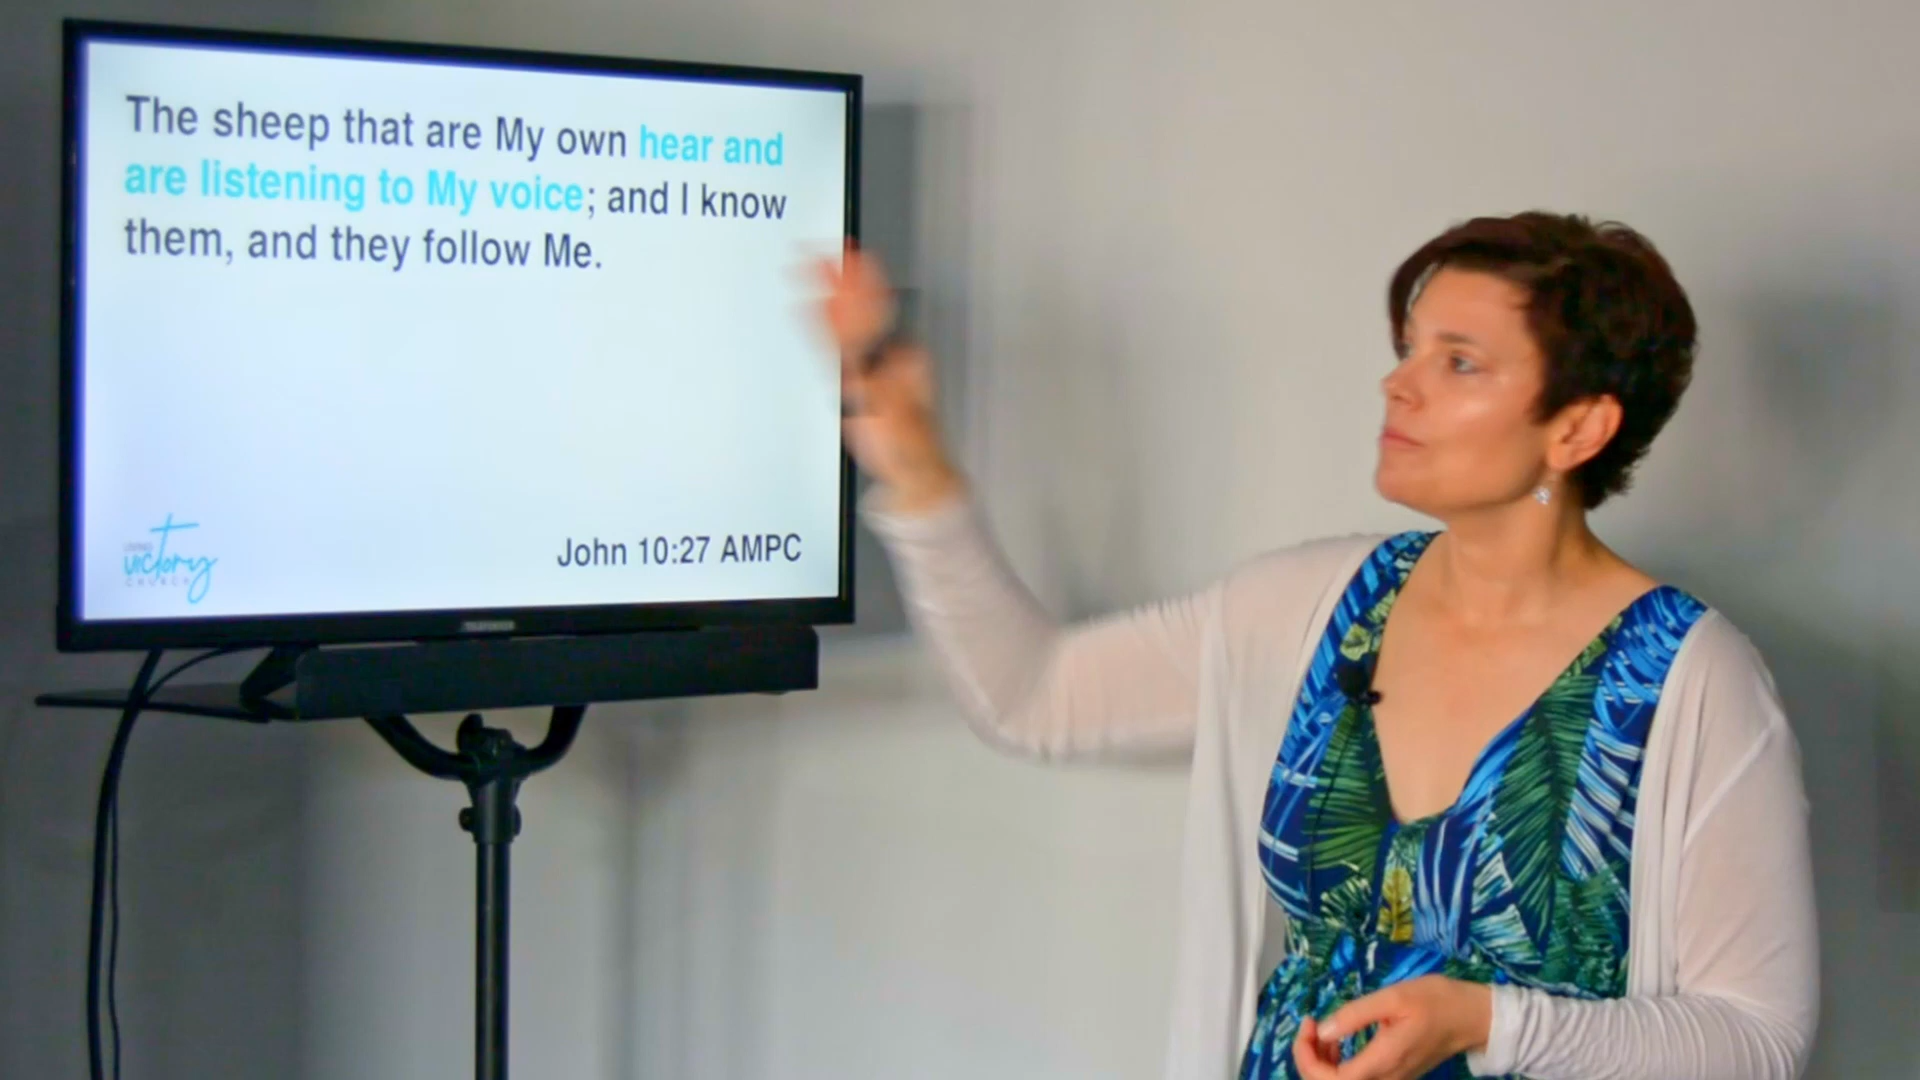 The sheep that are My own hear and
are listening to My voice; and I know
them, and they follow Me.
victory
CHURCH
John 10:27 AMPC